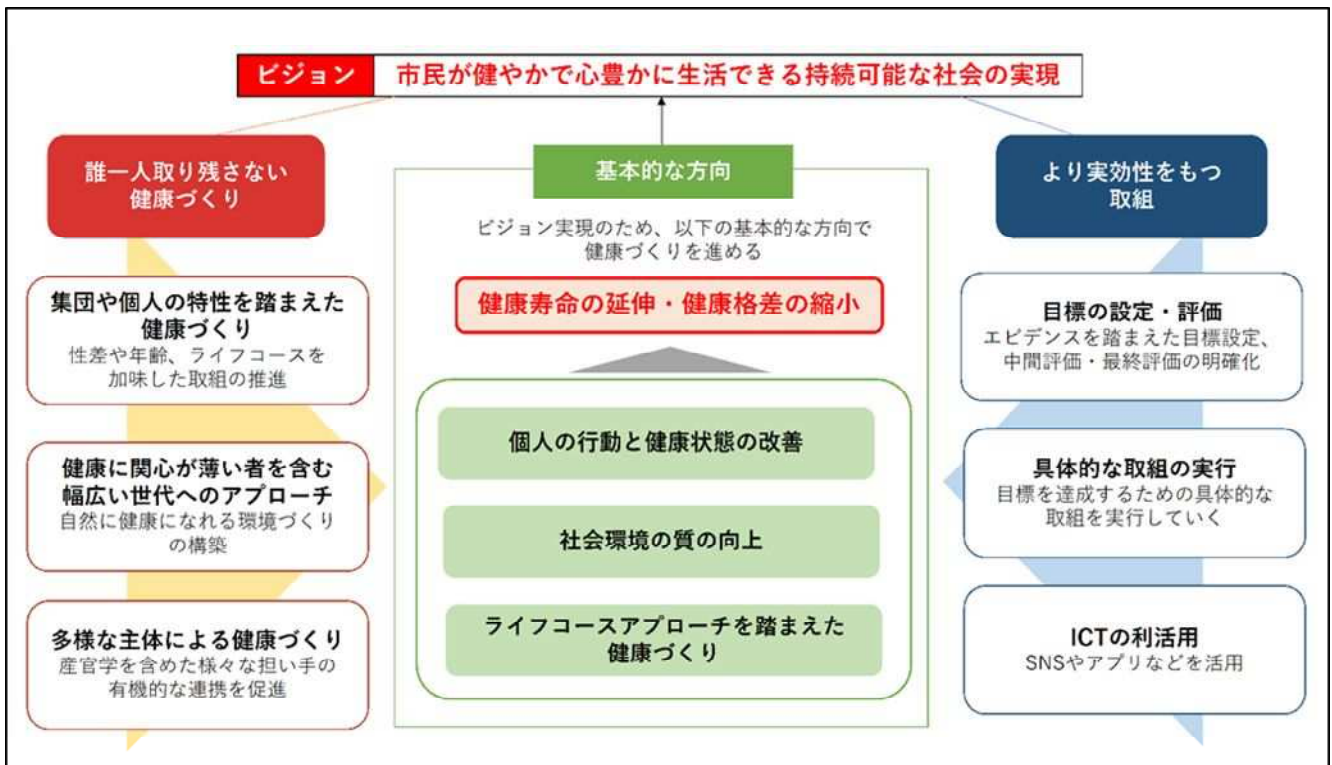 ビジョン 市民が健やかで心豊かに生活できる持続可能な社会の実現
誰一人取り残さない
健康づくり
集団や個人の特性を踏まえた
健康づくり
性差や年齢、ライフコースを
加味した取組の推進
健康に関心が薄い者を含む
幅広い世代へのアプローチ
自然に健康になれる環境づくり
の構築
多様な主体による健康づくり
産官学を含めた様々な担い手の
有機的な連携を促進
基本的な方向
ビジョン実現のため、以下の基本的な方向で
健康づくりを進める
健康寿命の延伸・健康格差の縮小
個人の行動と健康状態の改善
社会環境の質の向上
ライフコースアプローチを踏まえた
健康づくり
より実効性をもつ
取組
目標の設定・評価
エビデンスを踏まえた目標設定、
中間評価・最終評価の明確化
具体的な取組の実行
目標を達成するための具体的な
取組を実行していく
ICTの利活用
SNSやアプリなどを活用